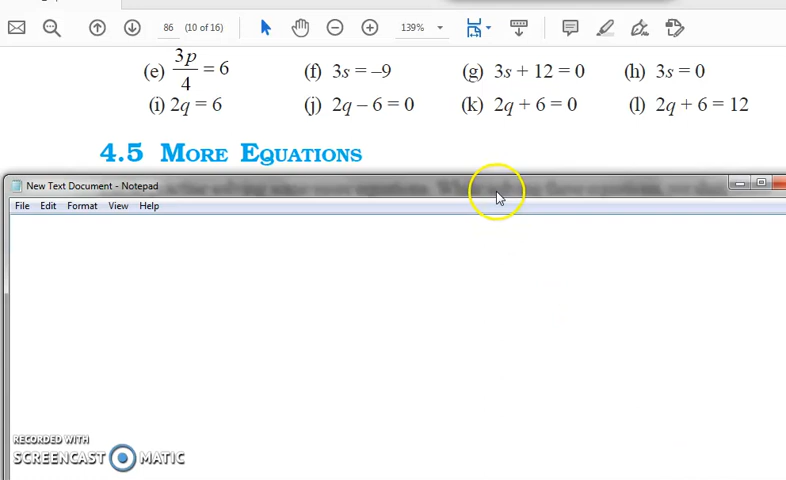 86 (10 of 16) 139%
(e) 3p/4 = 6 (f) 3s = –9 (g) 3s + 12 = 0 (h) 3s = 0
(i) 2q = 6 (j) 2q – 6 = 0 (k) 2q + 6 = 0 (l) 2q + 6 = 12
4.5 More Equations
New Text Document - Notepad
File Edit Format View Help
RECORDED WITH
SCREENCAST MATIC